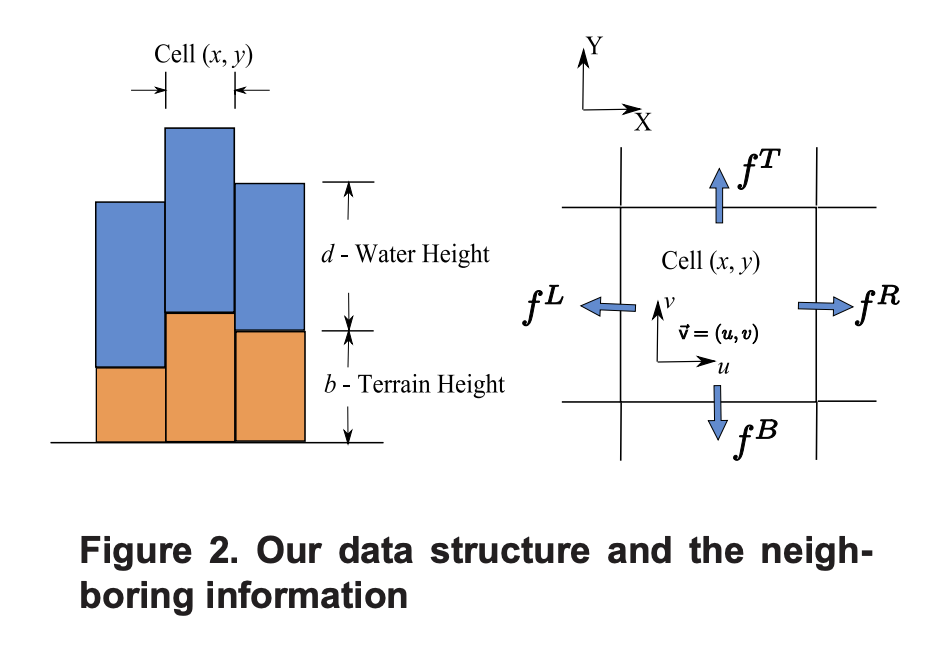 Cell (x, y)
d - Water Height
b - Terrain Height
Y
X
f^T
Cell (x, y)
f^L
f^R
v
v⃗ = (u, v)
u
f^B
Figure 2. Our data structure and the neigh-
boring information